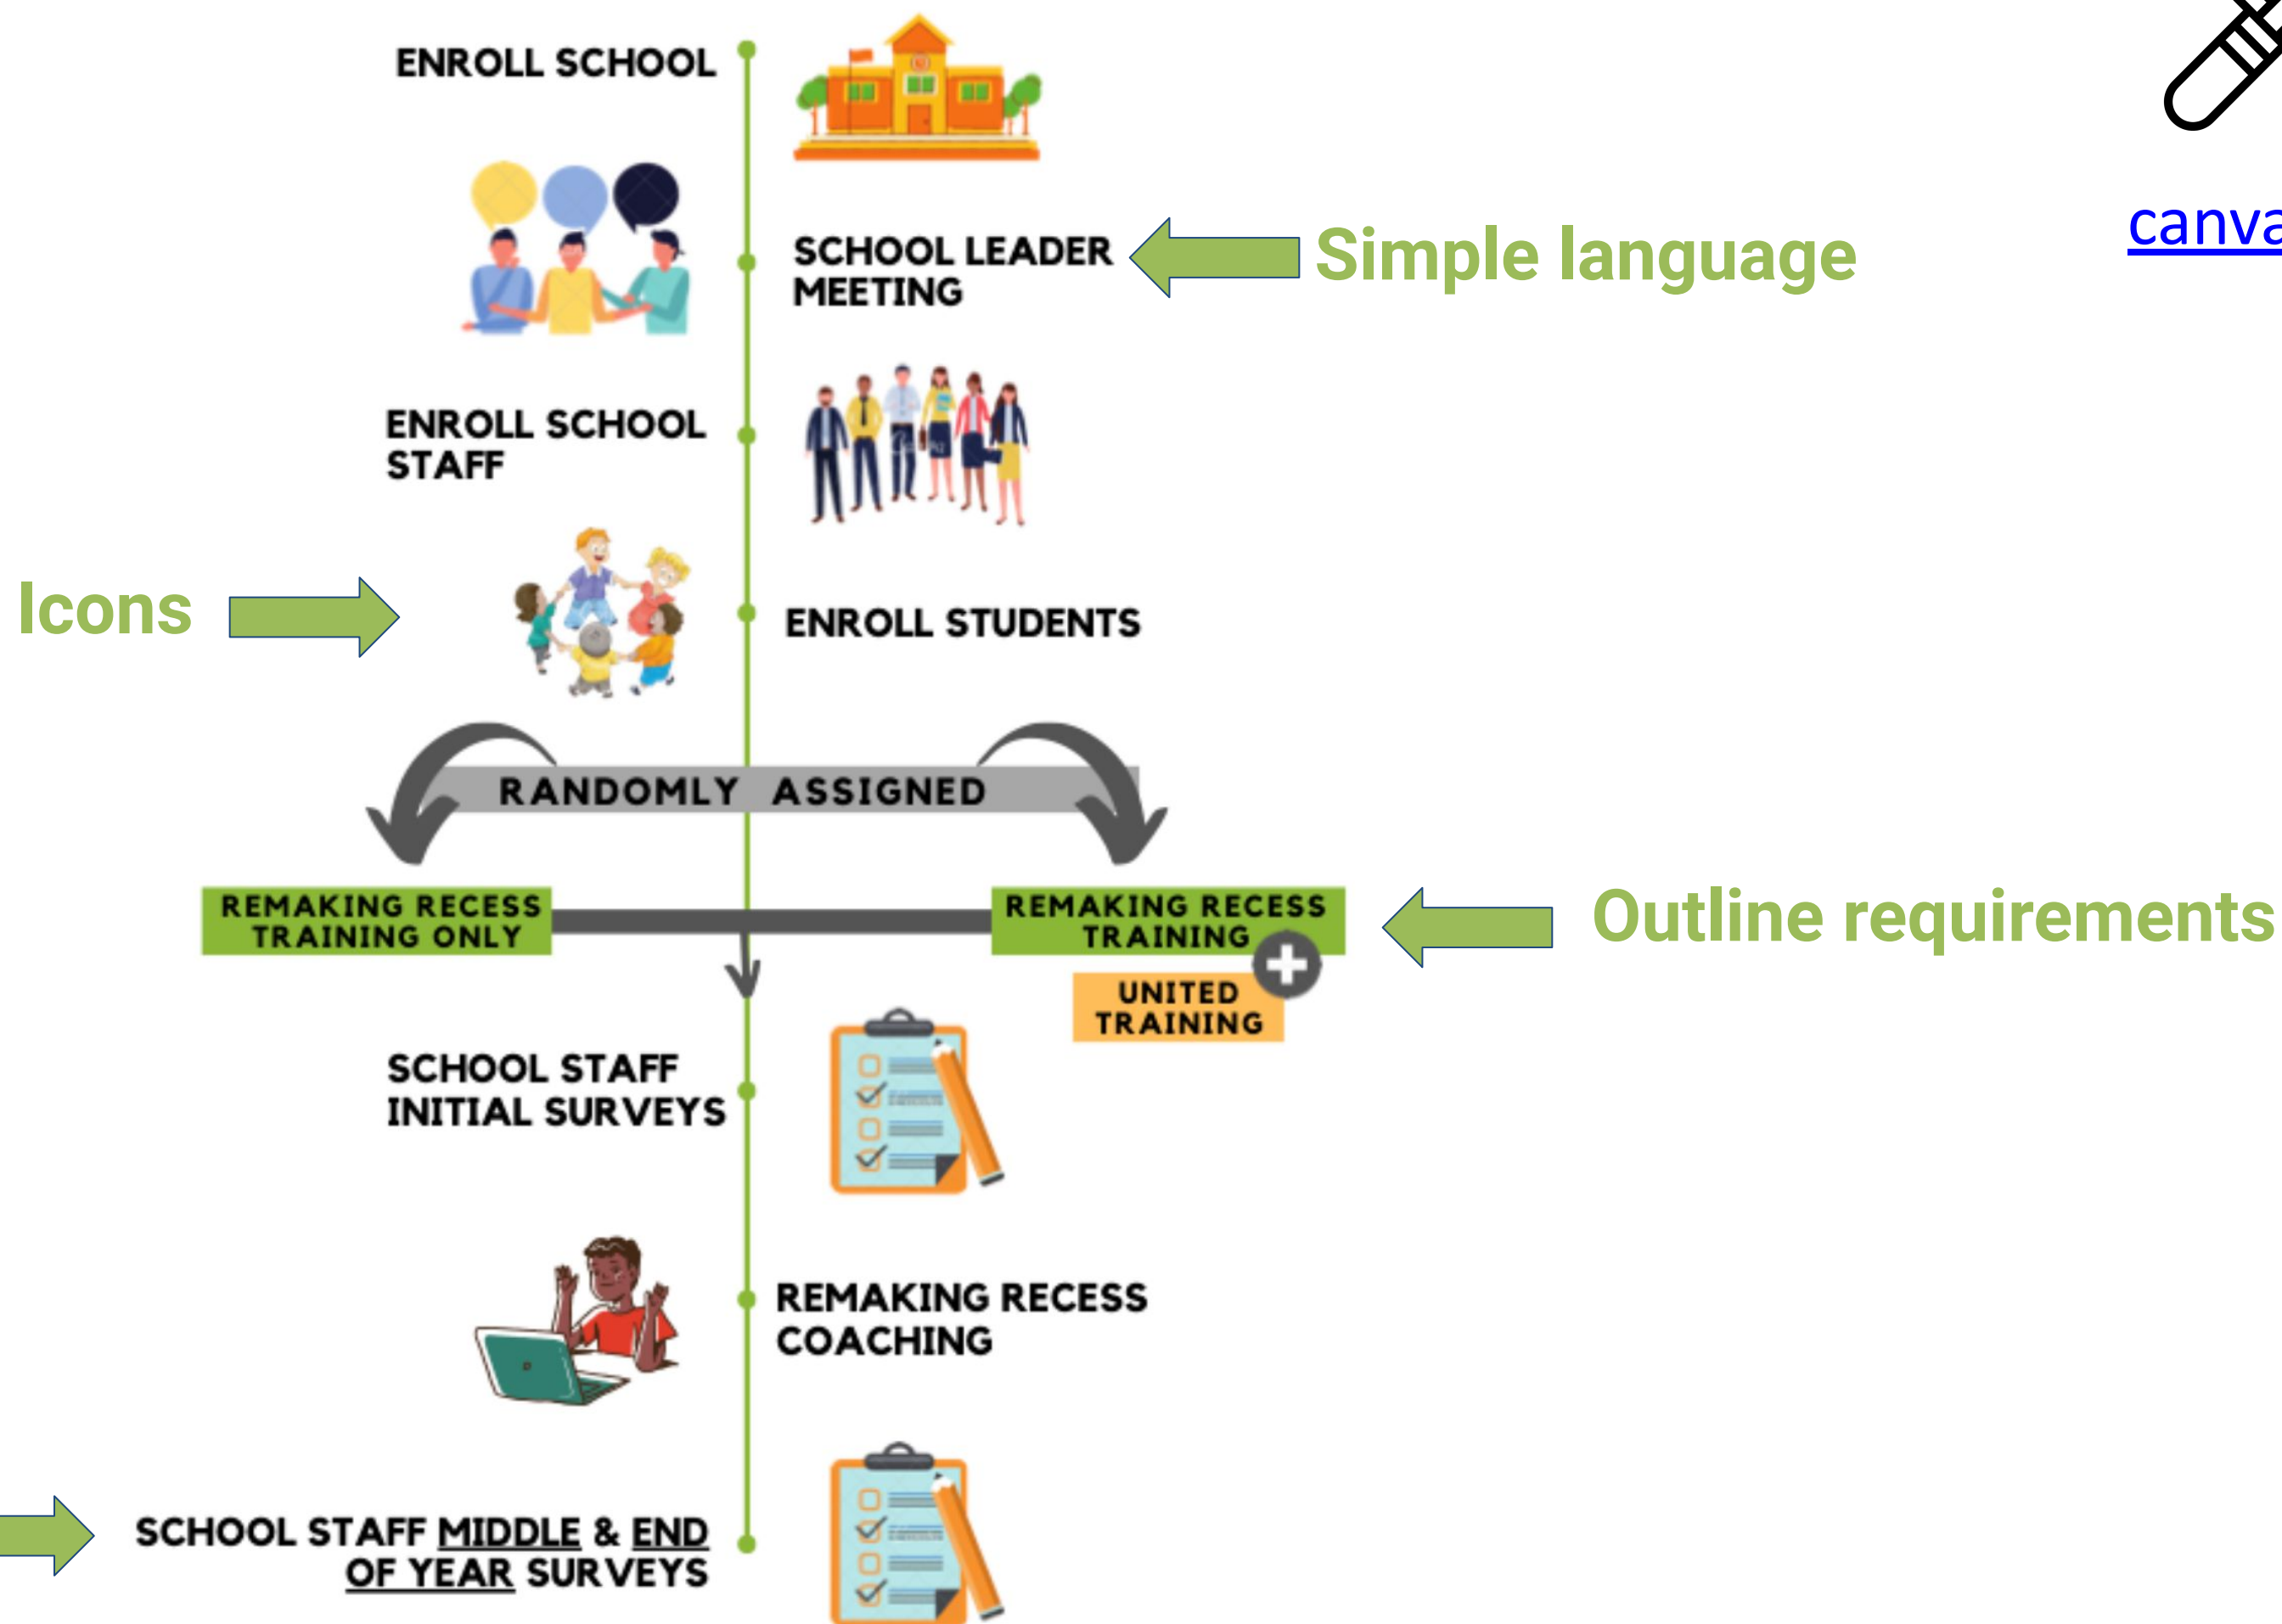 ENROLL SCHOOL
canva
SCHOOL LEADER
MEETING
Simple language
ENROLL SCHOOL
STAFF
Icons
ENROLL STUDENTS
RANDOMLY ASSIGNED
REMAKING RECESS
TRAINING ONLY
REMAKING RECESS
TRAINING
UNITED
TRAINING
Outline requirements
SCHOOL STAFF
INITIAL SURVEYS
REMAKING RECESS
COACHING
SCHOOL STAFF MIDDLE & END
OF YEAR SURVEYS